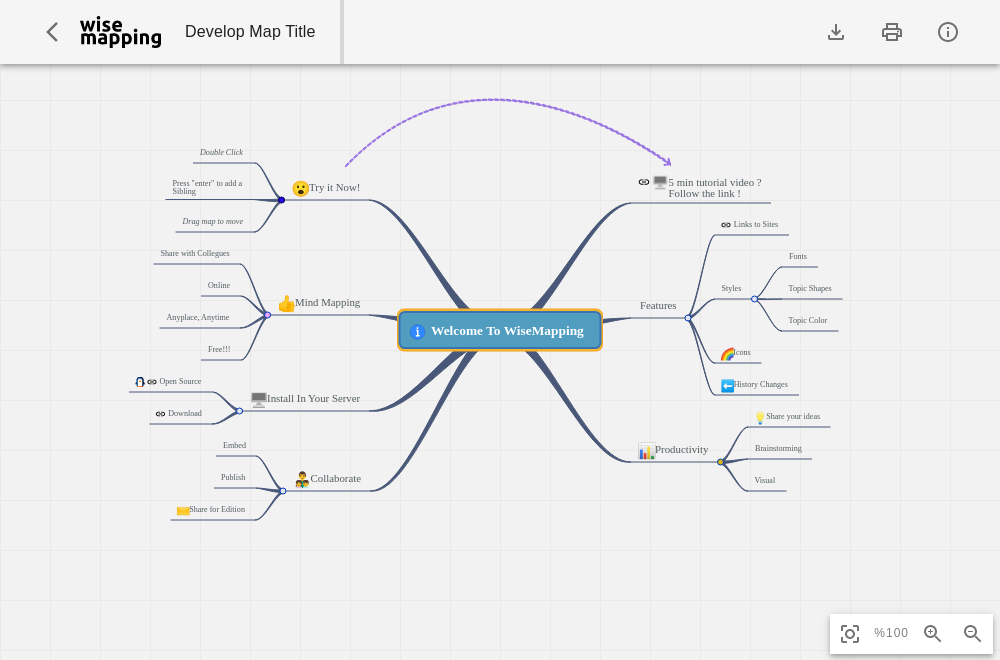 wise
mapping
Develop Map Title
Double Click
Press "enter" to add a
Sibling
Drag map to move
Try it Now!
Share with Collegues
Online
Anyplace, Anytime
Free!!!
Mind Mapping
Open Source
Download
Install In Your Server
Embed
Publish
Share for Edition
Collaborate
Welcome To WiseMapping
5 min tutorial video ?
Follow the link !
Features
Links to Sites
Styles
Fonts
Topic Shapes
Topic Color
Icons
History Changes
Productivity
Share your ideas
Brainstorming
Visual
%100